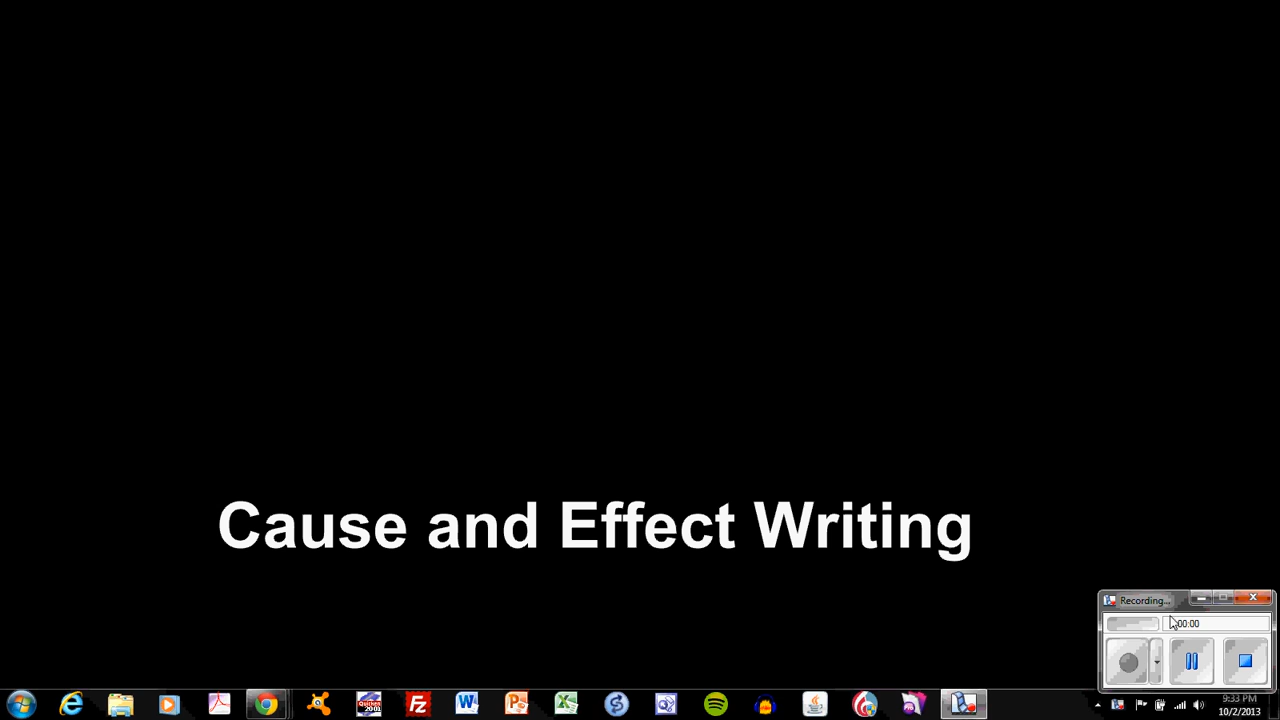 Cause and Effect Writing
Recording...
00:00
9:33 PM
10/2/2013